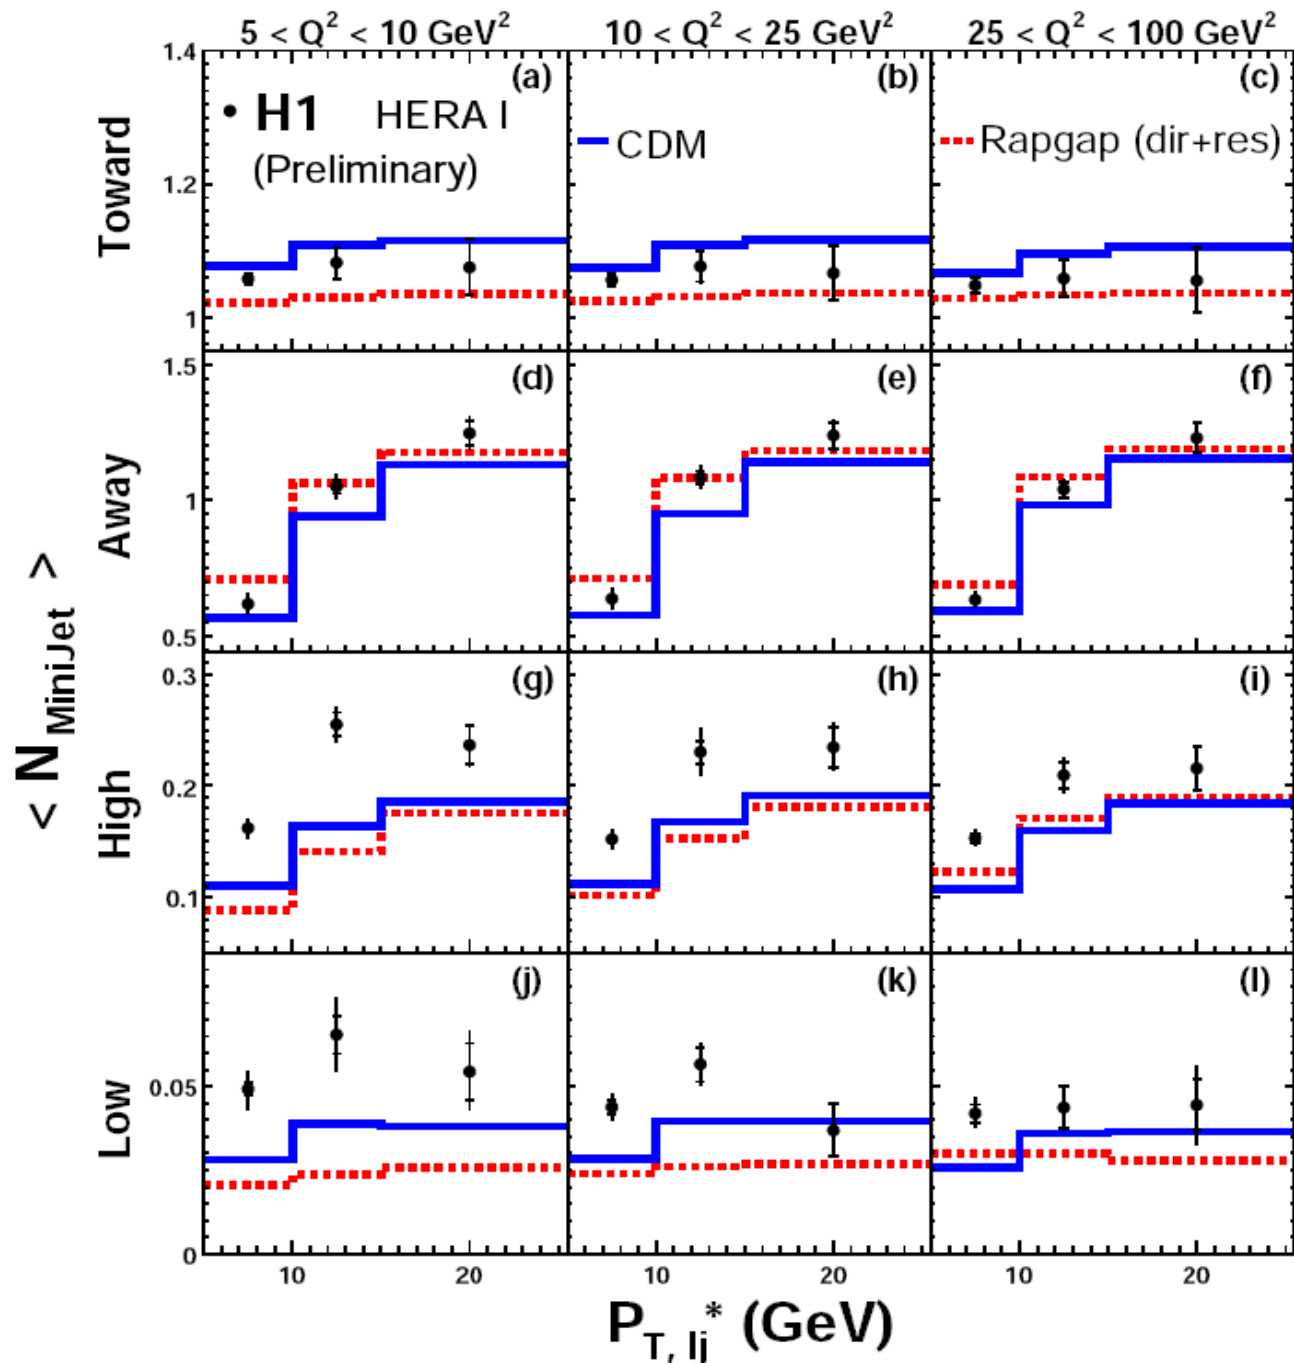 5 < Q² < 10 GeV² 10 < Q² < 25 GeV² 25 < Q² < 100 GeV²
1.4 (a) (b) (c)
• H1 HERA I
(Preliminary)
CDM
Rapgap (dir+res)
Toward
1.2
1
1.5 (d) (e) (f)
Away
1
0.5
< N_MiniJet >
0.3 (g) (h) (i)
High
0.2
0.1
(j) (k) (l)
Low
0.05
0
10 20 10 20 10 20
P_T, lj* (GeV)